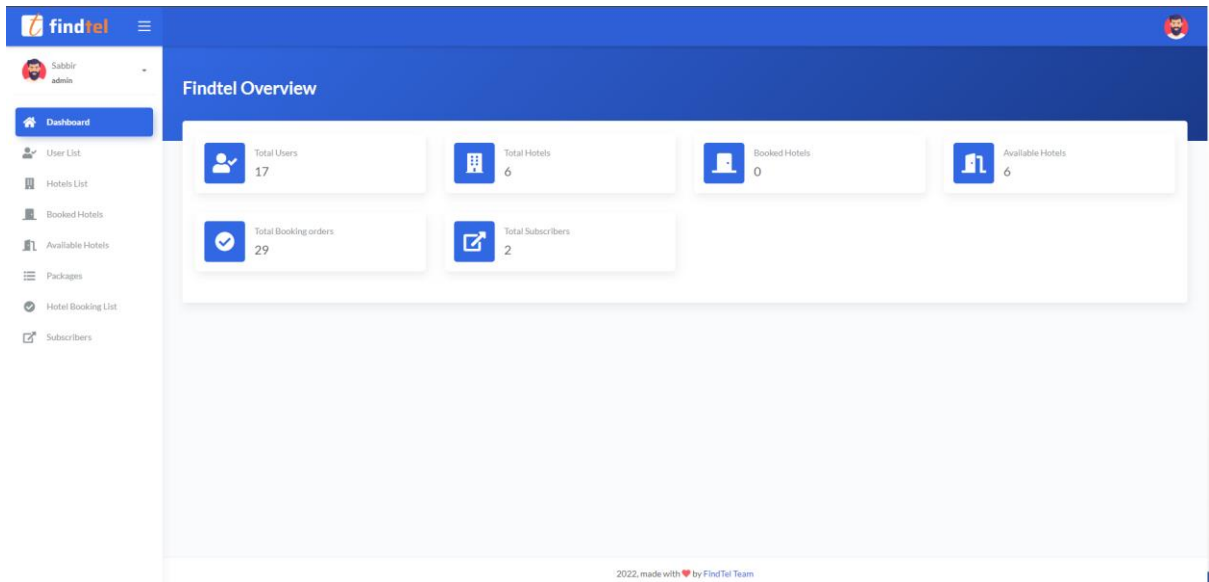 findtel
Sabbir
admin
Dashboard
User List
Hotels List
Booked Hotels
Available Hotels
Packages
Hotel Booking List
Subscribers
Findtel Overview
Total Users
17
Total Hotels
6
Booked Hotels
0
Available Hotels
6
Total Booking orders
29
Total Subscribers
2
2022, made with ❤ by FindTel Team